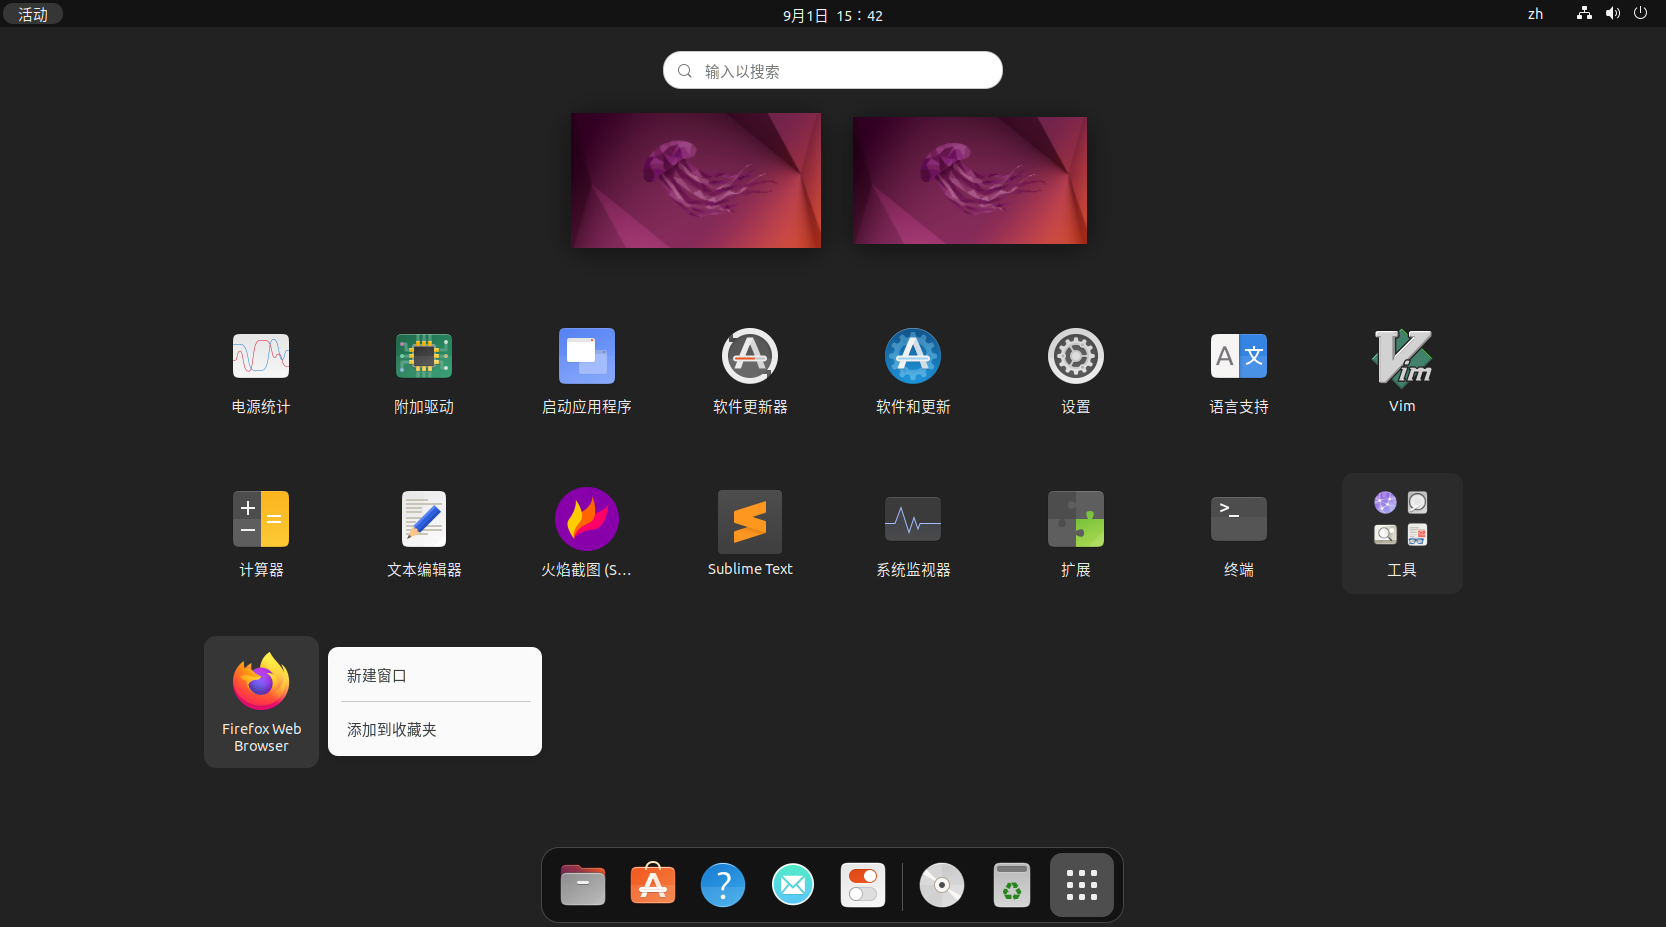 活动
9月1日 15：42
zh
输入以搜索
电源统计
附加驱动
启动应用程序
软件更新器
软件和更新
设置
语言支持
Vim
计算器
文本编辑器
火焰截图 (S...
Sublime Text
系统监视器
扩展
终端
工具
Firefox Web
Browser
新建窗口
添加到收藏夹